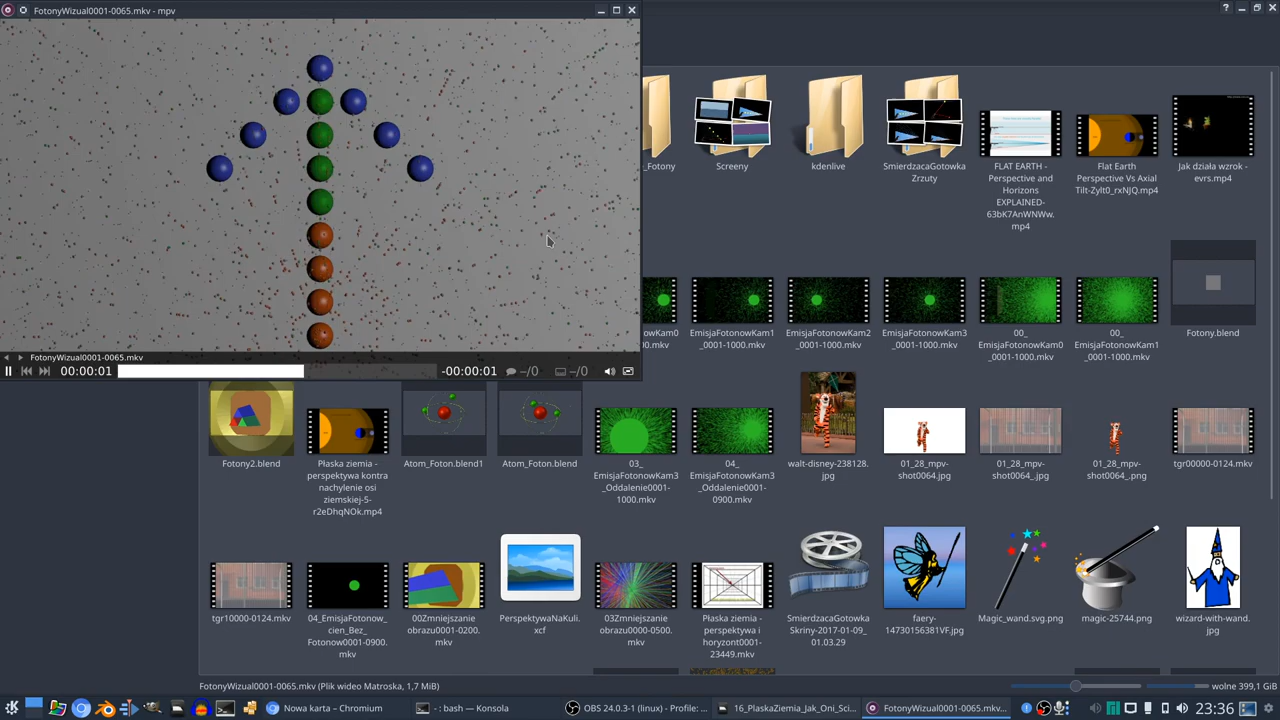 FotonyWizual0001-0065.mkv - mpv
?
_Fotony
Screeny
kdenlive
SmierdzacaGotowka
Zrzuty
FLAT EARTH -
Perspective and
Horizons
EXPLAINED-
63bK7AnWNWw.
mp4
Flat Earth
Perspective Vs Axial
Tilt-Zylt0_rxNJQ.mp4
Jak działa wzrok -
evrs.mp4
owKam0
EmisjaFotonowKam1
_0001-1000.mkv
EmisjaFotonowKam2
_0001-1000.mkv
EmisjaFotonowKam3
_0001-1000.mkv
00_
EmisjaFotonowKam0
_0001-1000.mkv
00_
EmisjaFotonowKam1
_0001-1000.mkv
Fotony.blend
FotonyWizual0001-0065.mkv
00:00:01
-00:00:01
-/0
-/0
Fotony2.blend
Płaska ziemia -
perspektywa kontra
nachylenie osi
ziemskiej-5-
r2eDhqNOk.mp4
Atom_Foton.blend1
Atom_Foton.blend
03_
EmisjaFotonowKam3
_Oddalenie0001-
1000.mkv
04_
EmisjaFotonowKam3
_Oddalenie0001-
0900.mkv
walt-disney-238128.
jpg
01_28_mpv-
shot0064.jpg
01_28_mpv-
shot0064_.jpg
01_28_mpv-
shot0064_.png
tgr00000-0124.mkv
tgr10000-0124.mkv
04_EmisjaFotonow_
cien_Bez_
Fotonow0001-0900.
mkv
00Zmniejszanie
obrazu0001-0200.
mkv
PerspektywaNaKuli.
xcf
03Zmniejszanie
obrazu0000-0500.
mkv
Płaska ziemia -
perspektywa i
horyzont0001-
23449.mkv
SmierdzacaGotowka
Skriny-2017-01-09_
01.03.29
faery-
14730156381VF.jpg
Magic_wand.svg.png
magic-25744.png
wizard-with-wand.
jpg
FotonyWizual0001-0065.mkv (Plik wideo Matroska, 1,7 MiB)
wolne 399,1 GiB
Nowa karta – Chromium
- : bash — Konsola
OBS 24.0.3-1 (linux) - Profile: ...
16_PlaskaZiemia_Jak_Oni_Sci...
FotonyWizual0001-0065.mkv...
23:36